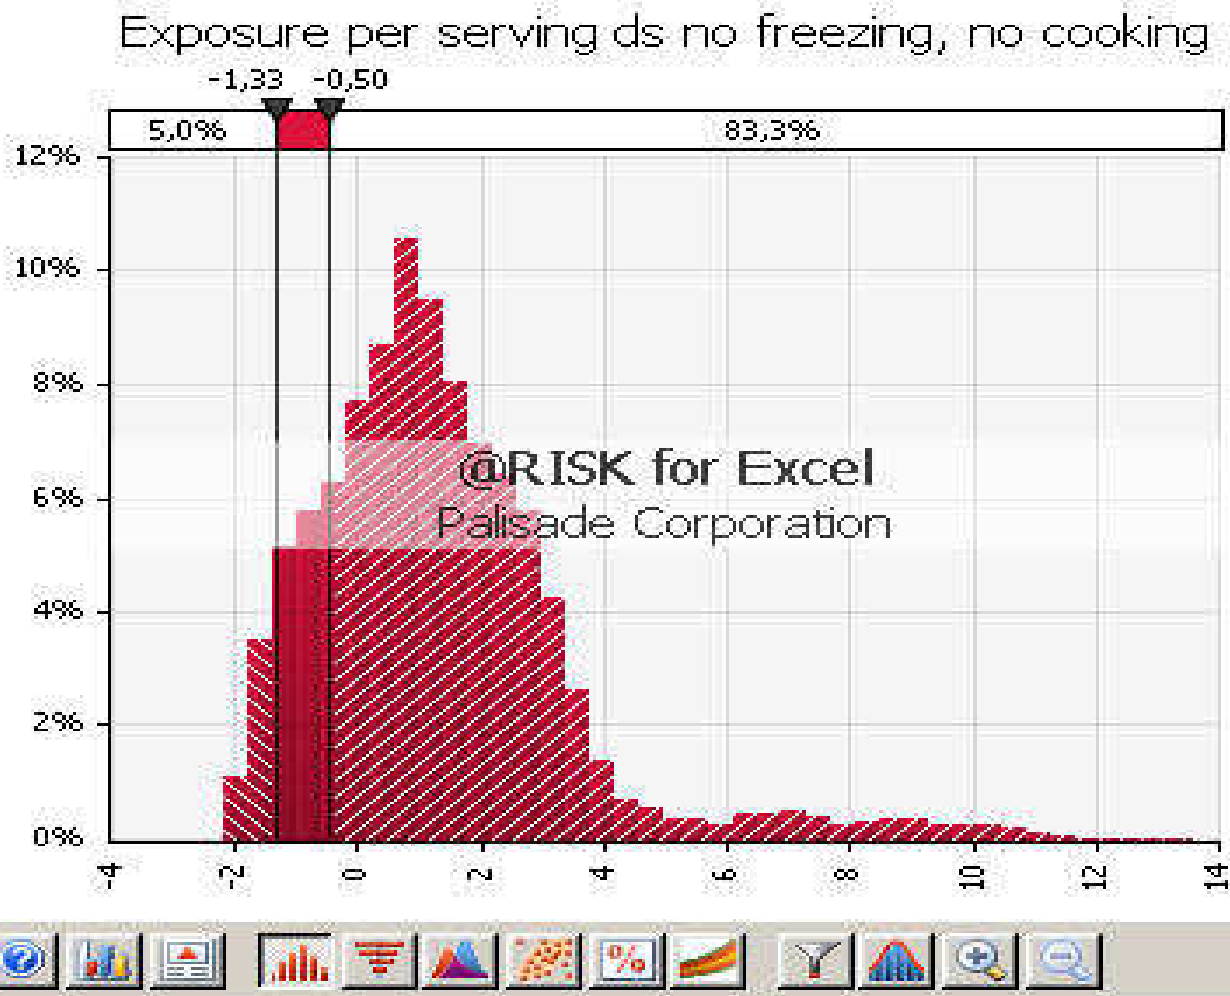 Exposure per serving ds no freezing, no cooking
-1,33 -0,50
5,0% 83,3%
12%
10%
8%
6%
4%
2%
0%
@RISK for Excel
Palisade Corporation
-4 -2 0 2 4 6 8 10 12 14
?
%